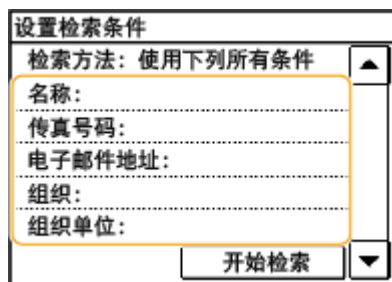 设置检索条件
检索方法: 使用下列所有条件
名称:
传真号码:
电子邮件地址:
组织:
组织单位:
开始检索